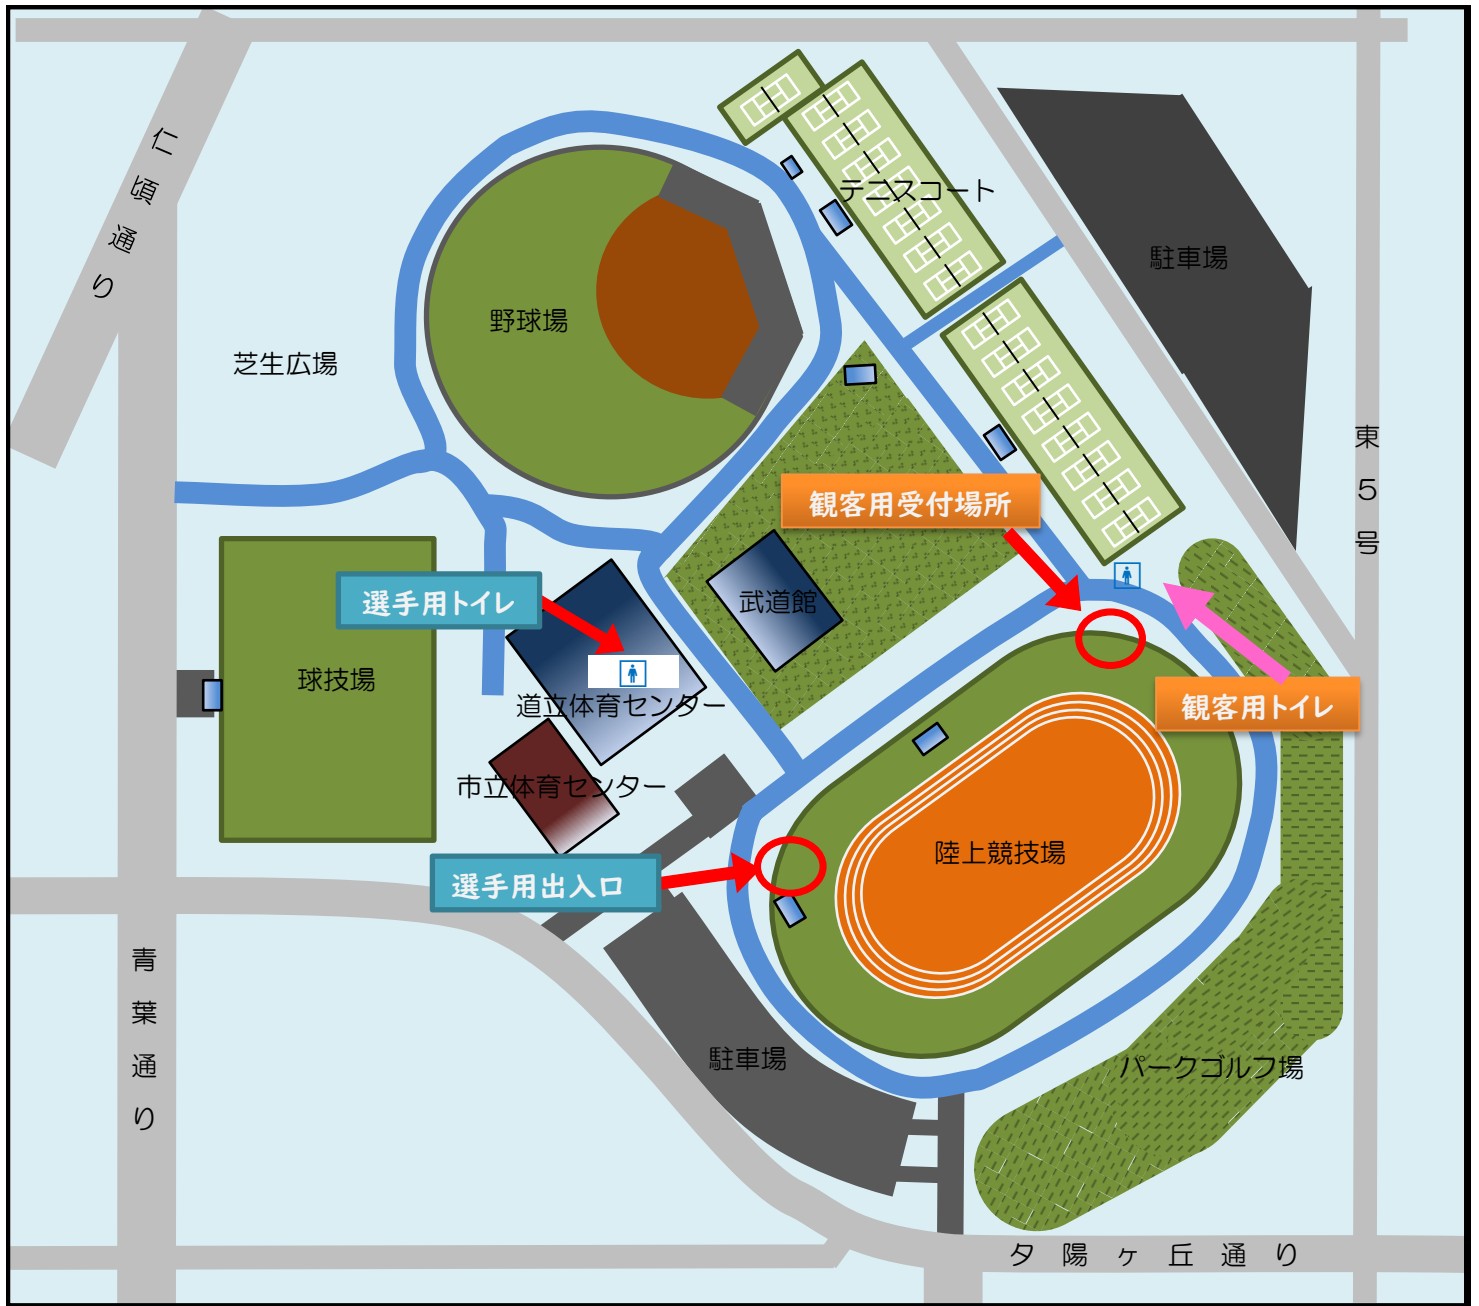 仁頃通り
テニスコート
駐車場
野球場
芝生広場
東5号
観客用受付場所
選手用トイレ
武道館
球技場
道立体育センター
観客用トイレ
市立体育センター
陸上競技場
選手用出入口
青葉通り
駐車場
パークゴルフ場
夕陽ヶ丘通り